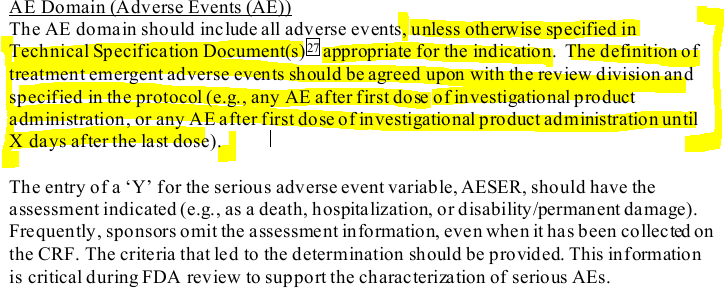 AE Domain (Adverse Events (AE))
The AE domain should include all adverse events, unless otherwise specified in
Technical Specification Document(s)27 appropriate for the indication.  The definition of
treatment emergent adverse events should be agreed upon with the review division and
specified in the protocol (e.g., any AE after first dose of investigational product
administration, or any AE after first dose of investigational product administration until
X days after the last dose).
The entry of a ‘Y’ for the serious adverse event variable, AESER, should have the
assessment indicated (e.g., as a death, hospitalization, or disability/permanent damage).
Frequently, sponsors omit the assessment information, even when it has been collected on
the CRF. The criteria that led to the determination should be provided. This information
is critical during FDA review to support the characterization of serious AEs.